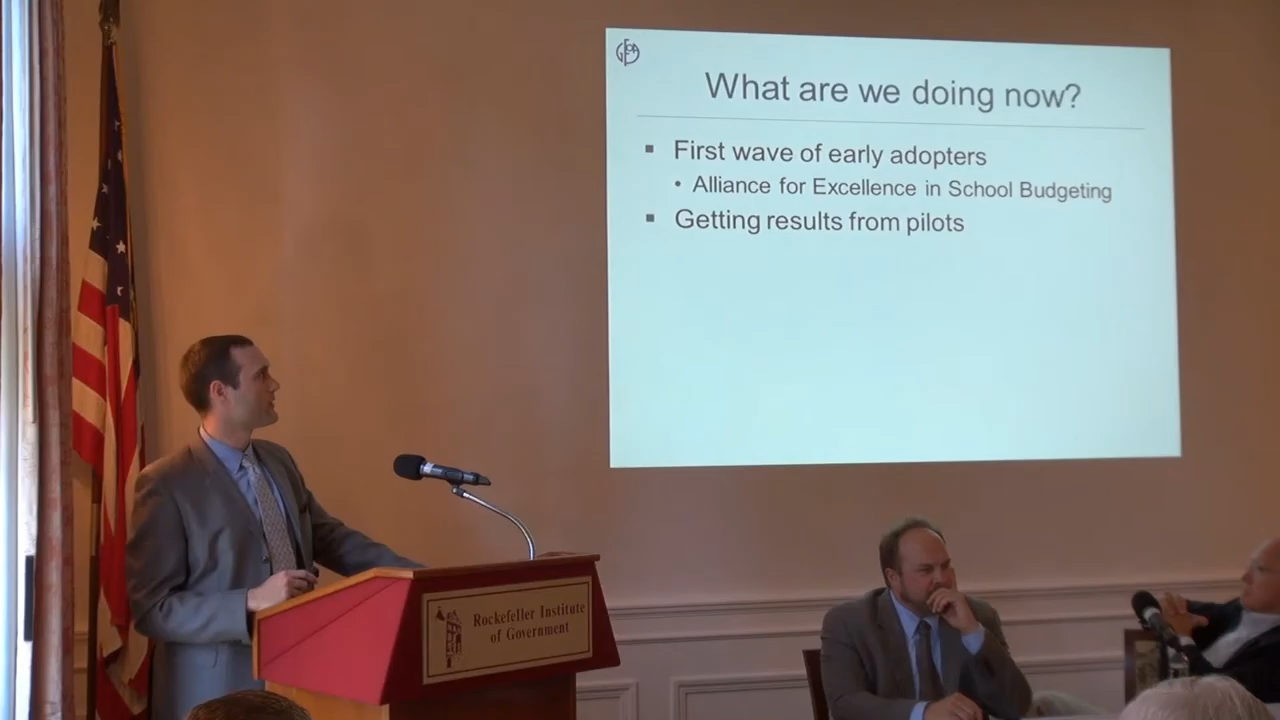 What are we doing now?
First wave of early adopters
Alliance for Excellence in School Budgeting
Getting results from pilots
Rockefeller Institute
of Government